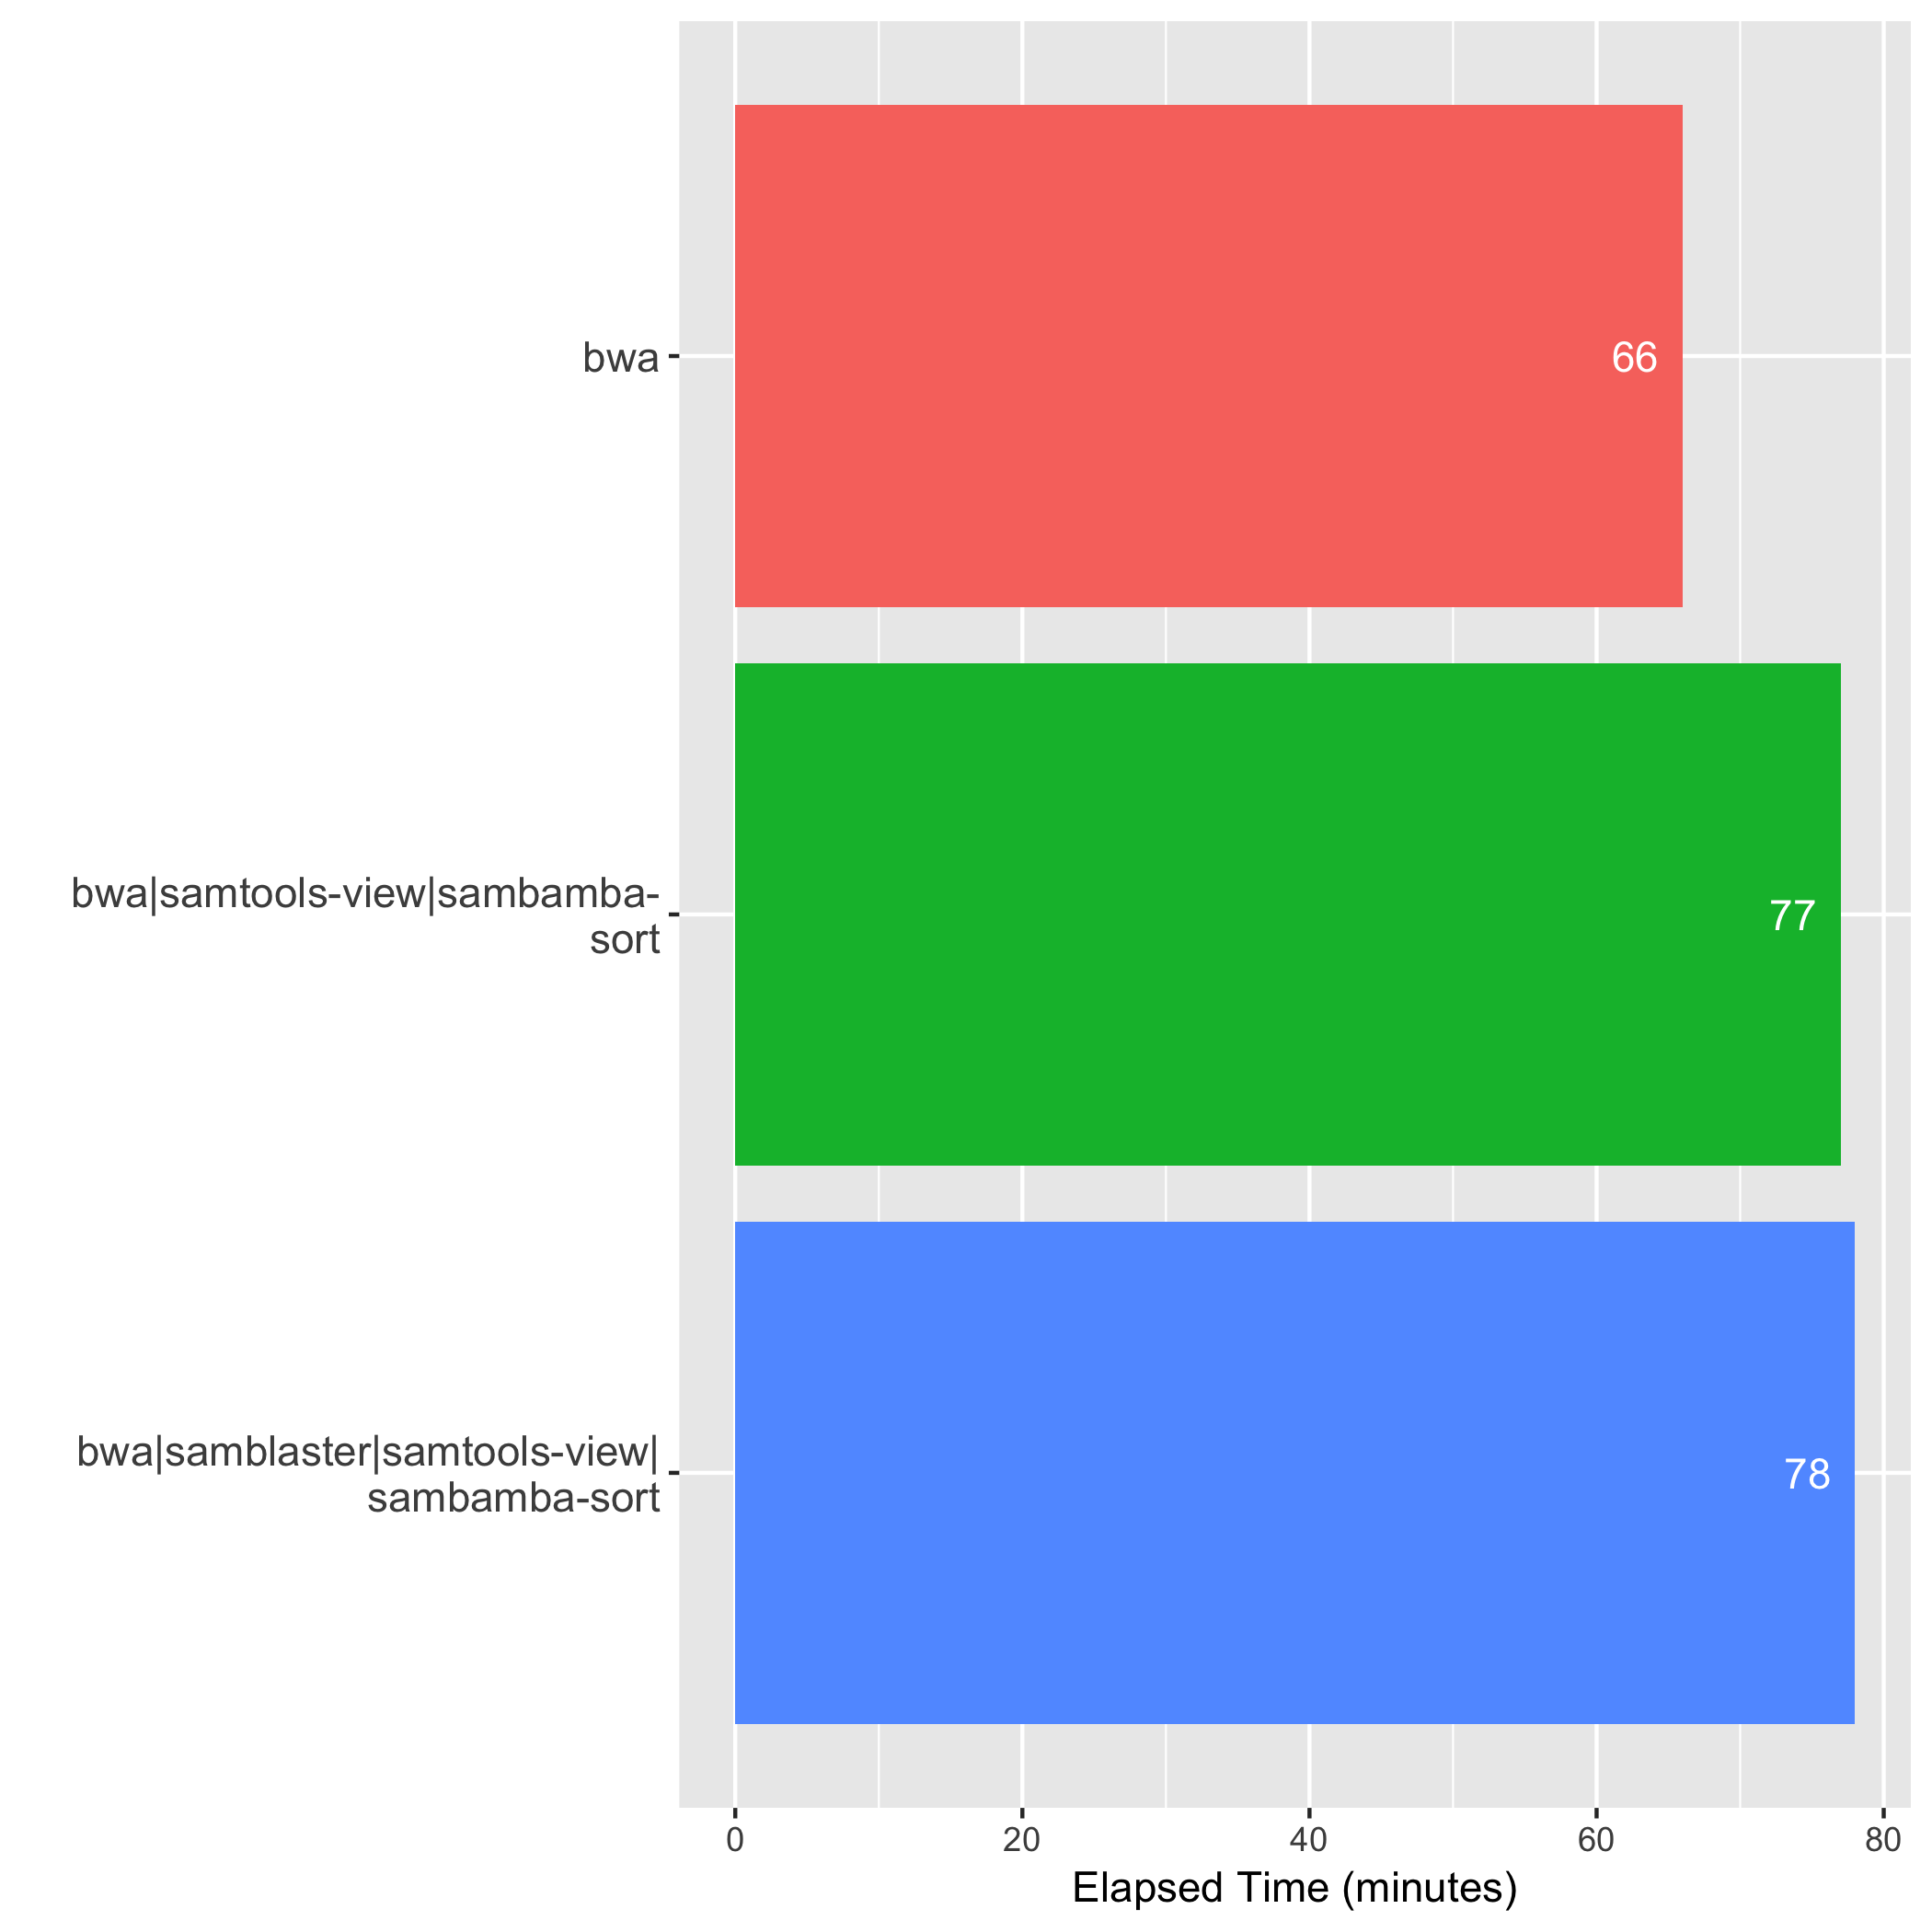 bwa
66
bwa|samtools-view|sambamba-
sort
77
bwa|samblaster|samtools-view|
sambamba-sort
78
0 20 40 60 80
Elapsed Time (minutes)